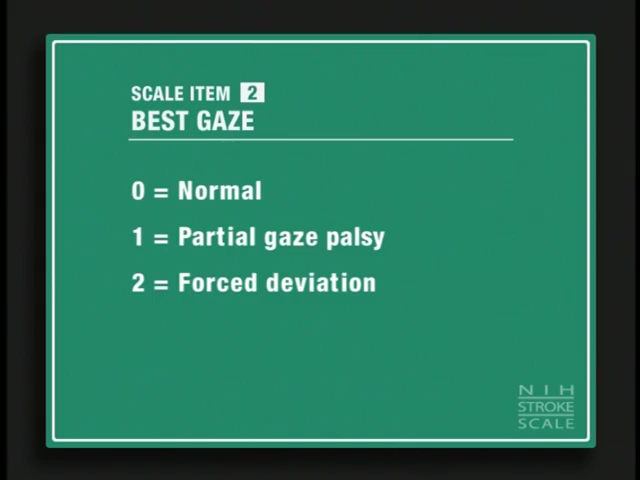 SCALE ITEM 2
BEST GAZE
0 = Normal
1 = Partial gaze palsy
2 = Forced deviation
NIH
STROKE
SCALE